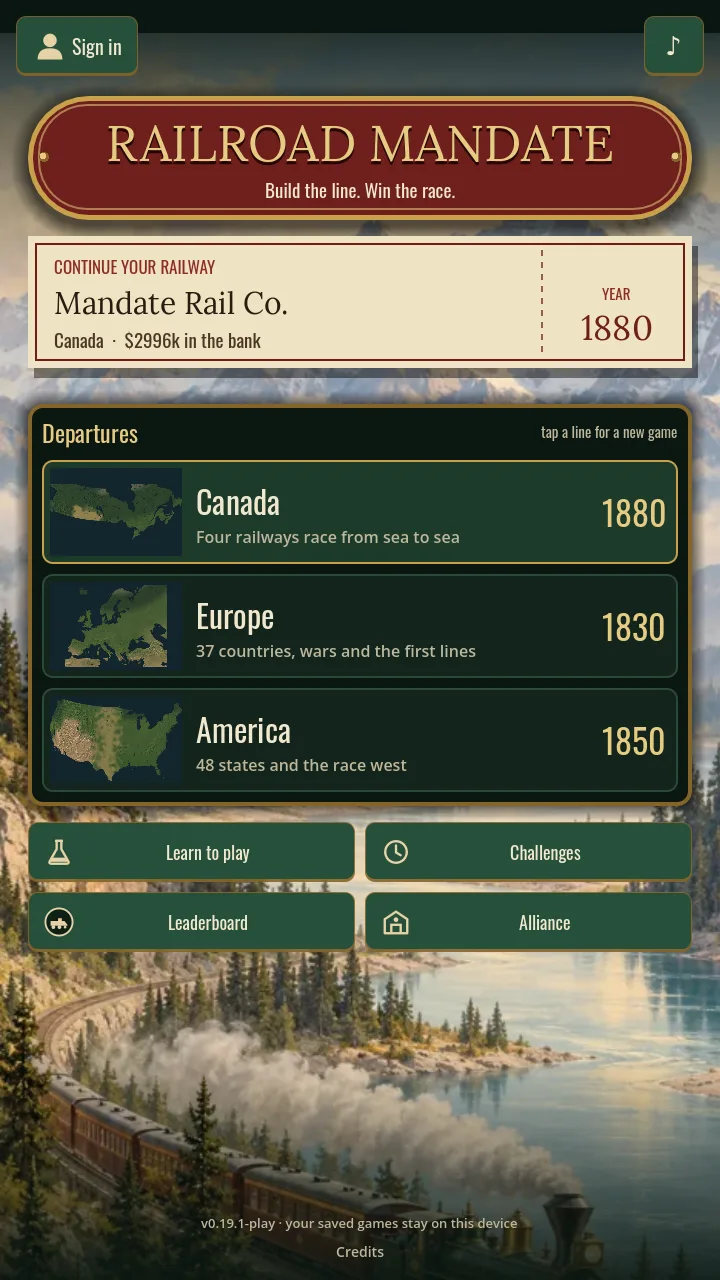 Sign in
♪
RAILROAD MANDATE
Build the line. Win the race.
CONTINUE YOUR RAILWAY
Mandate Rail Co.
Canada · $2996k in the bank
YEAR
1880
Departures
tap a line for a new game
Canada
Four railways race from sea to sea
1880
Europe
37 countries, wars and the first lines
1830
America
48 states and the race west
1850
Learn to play
Challenges
Leaderboard
Alliance
v0.19.1-play · your saved games stay on this device
Credits